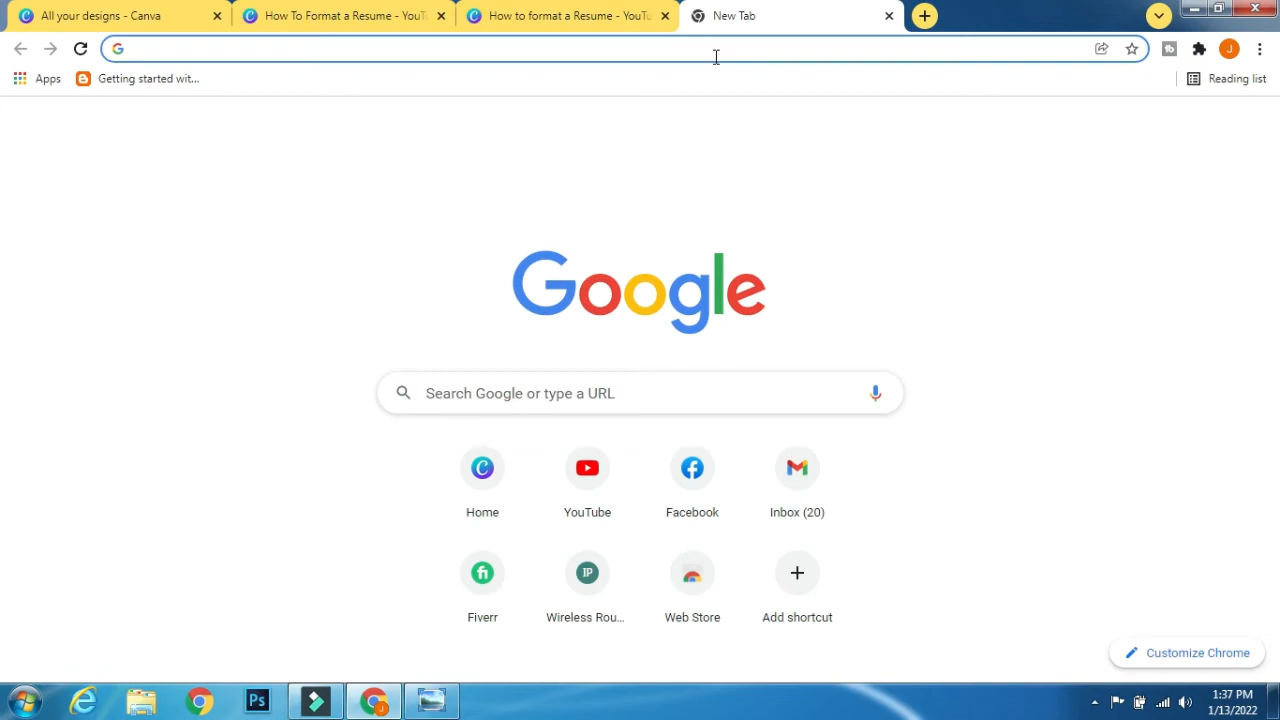 All your designs - Canva
How To Format a Resume - YouT
How to format a Resume - YouTu
New Tab
Apps
Getting started wit...
Reading list
Google
Search Google or type a URL
Home
YouTube
Facebook
Inbox (20)
Fiverr
Wireless Rou...
Web Store
Add shortcut
Customize Chrome
Ps
1:37 PM
1/13/2022